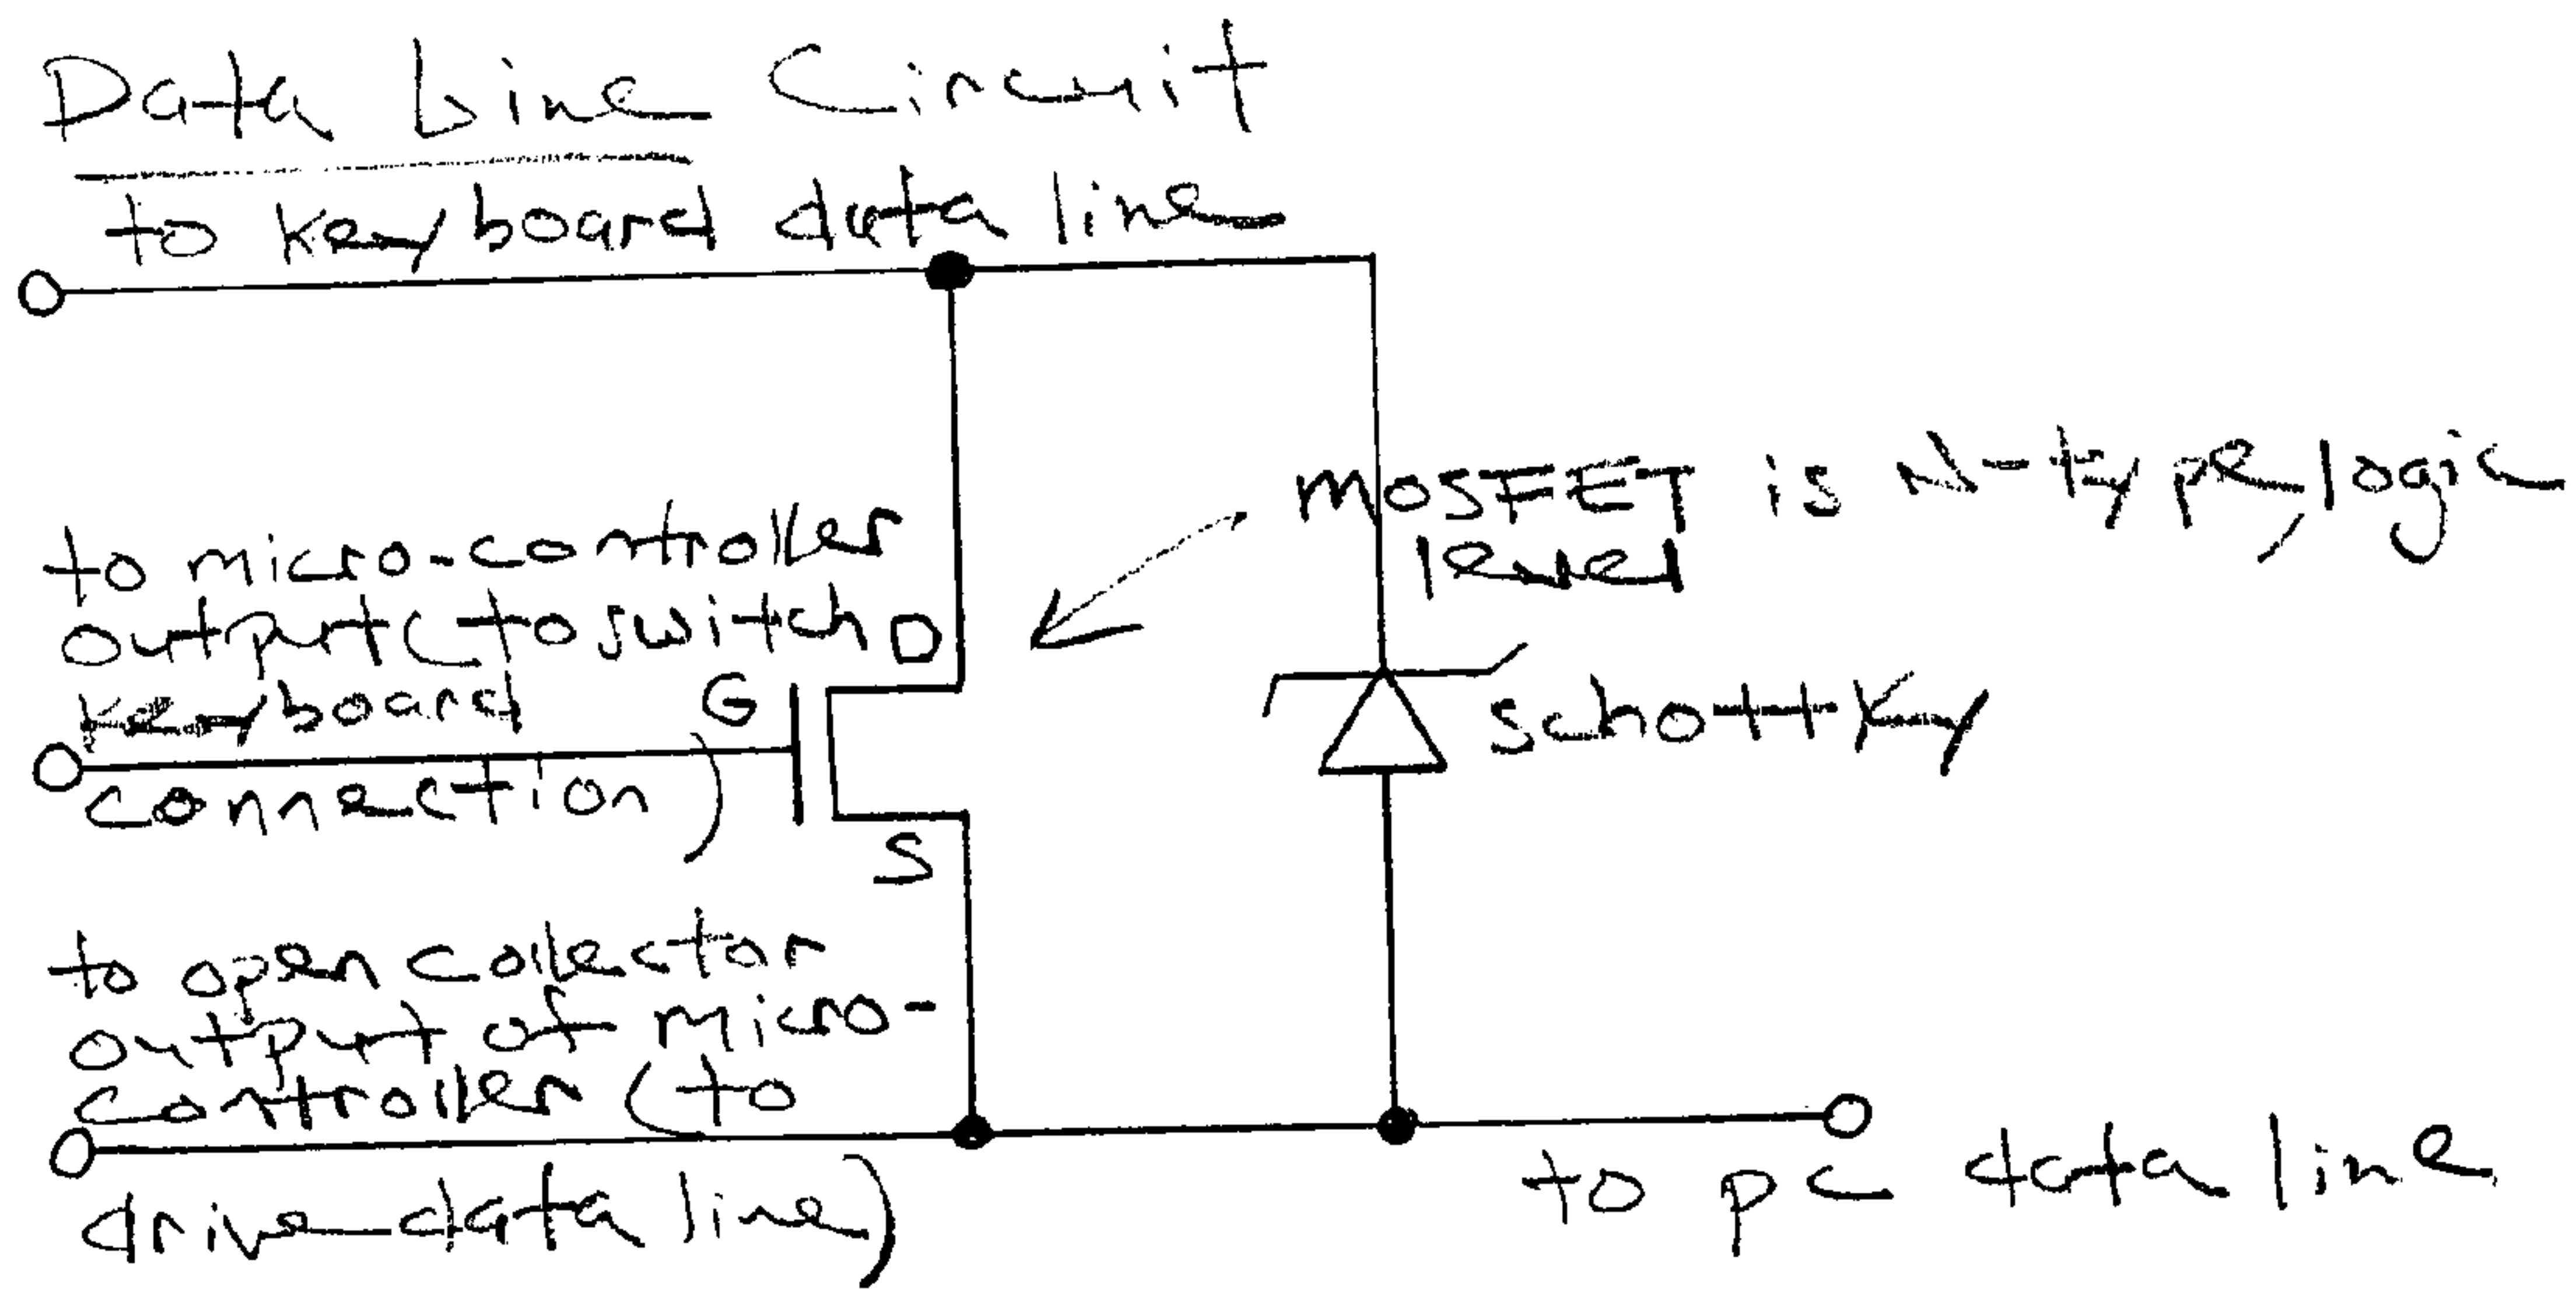 Data Line Circuit
to keyboard data line
MOSFET is N-type, logic
level
to micro-controller
output (to switch
keyboard
connection)
D
G
S
schottky
to open collector
output of micro-
controller (to
drive data line)
to pc data line